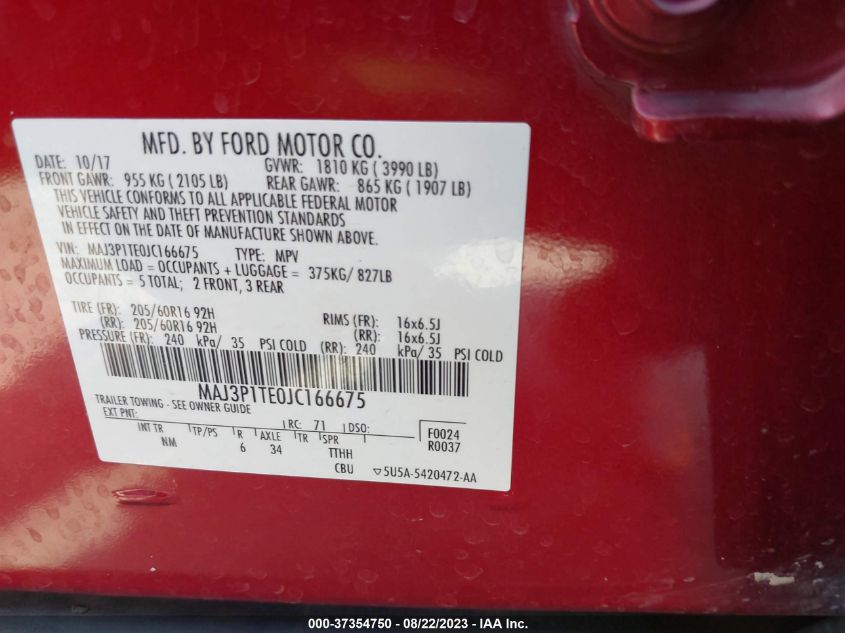 MFD. BY FORD MOTOR CO.
DATE: 10/17 GVWR: 1810 KG ( 3990 LB)
FRONT GAWR: 955 KG ( 2105 LB) REAR GAWR: 865 KG ( 1907 LB)
THIS VEHICLE CONFORMS TO ALL APPLICABLE FEDERAL MOTOR
VEHICLE SAFETY AND THEFT PREVENTION STANDARDS
IN EFFECT ON THE DATE OF MANUFACTURE SHOWN ABOVE.
VIN: MAJ3P1TE0JC166675 TYPE: MPV
MAXIMUM LOAD = OCCUPANTS + LUGGAGE = 375KG/ 827LB
OCCUPANTS = 5 TOTAL; 2 FRONT, 3 REAR
TIRE (FR): 205/60R16 92H RIMS (FR): 16x6.5J
(RR): 205/60R16 92H (RR): 16x6.5J
PRESSURE (FR): 240 kPa/ 35 PSI COLD (RR): 240 kPa/ 35 PSI COLD
MAJ3P1TE0JC166675
TRAILER TOWING - SEE OWNER GUIDE
EXT PNT: RC: 71 DSO: F0024
INT TR TP/PS R AXLE TR SPR R0037
NM 6 34 TTHH
CBU 5U5A-5420472-AA
000-37354750 - 08/22/2023 - IAA Inc.